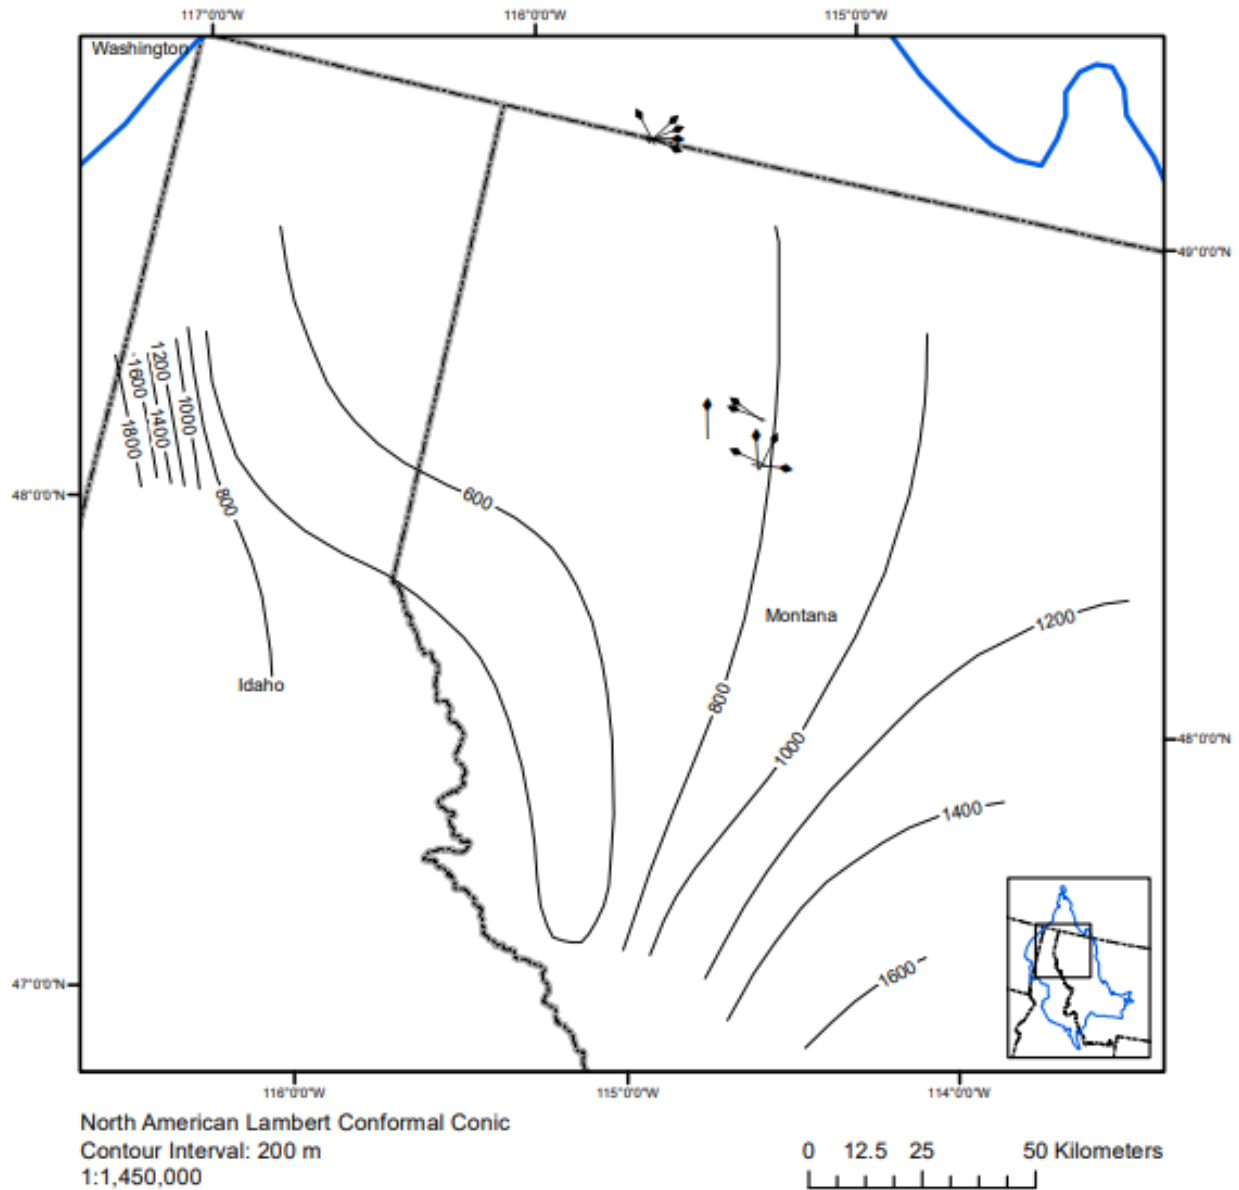 117°0'0"W 116°0'0"W 115°0'0"W
Washington
49°0'0"N
1200
1600
1000
1400
1800
48°0'0"N
600
800
Montana
1200
Idaho
800
1000
48°0'0"N
1400
1600
47°0'0"N
116°0'0"W 115°0'0"W 114°0'0"W
North American Lambert Conformal Conic
Contour Interval: 200 m
1:1,450,000
0 12.5 25 50 Kilometers